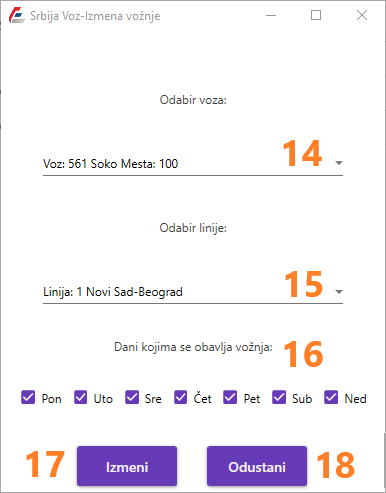 Srbija Voz-Izmena vožnje
Odabir voza:
Voz: 561 Soko Mesta: 100
14
Odabir linije:
Linija: 1 Novi Sad-Beograd
15
Dani kojima se obavlja vožnja:
16
Pon Uto Sre Čet Pet Sub Ned
17 Izmeni Odustani 18